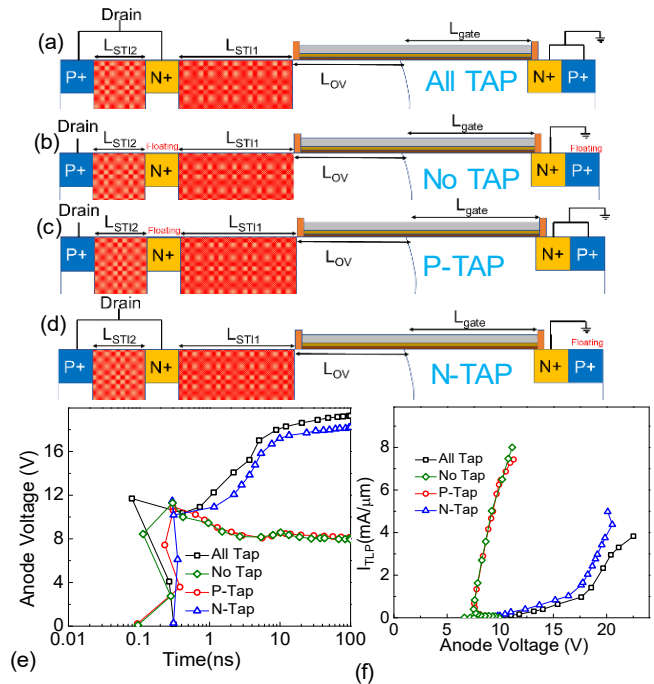 Drain
(a) L_STI2 L_STI1 L_gate
P+ N+ L_OV All TAP N+ P+
Drain L_gate
(b) L_STI2 Floating L_STI1 Floating
P+ N+ L_OV No TAP N+ P+
Drain L_gate
(c) L_STI2 Floating L_STI1
P+ N+ L_OV P-TAP N+ P+
Drain
(d) L_STI2 L_STI1 L_gate Floating
P+ N+ L_OV N-TAP N+ P+
Anode Voltage (V)
16
12
8
4
0
All Tap
No Tap
P-Tap
N-Tap
0.01 0.1 1 10 100
(e) Time(ns)
I_TLP(mA/μm)
8
6
4
2
0
All Tap
No Tap
P-Tap
N-Tap
0 5 10 15 20
(f) Anode Voltage (V)